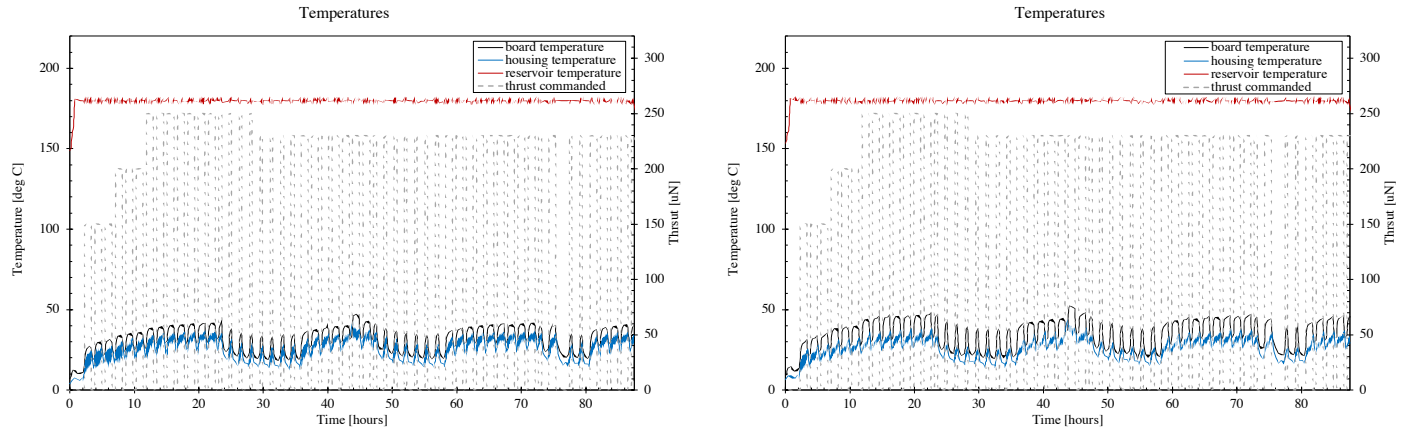 Temperatures
board temperature
housing temperature
reservoir temperature
thrust commanded
Temperature [deg C]
200
150
100
50
0
300
250
200
150
100
50
0
Thrsut [uN]
0
10
20
30
40
50
60
70
80
Time [hours]
Temperatures
board temperature
housing temperature
reservoir temperature
thrust commanded
Temperature [deg C]
200
150
100
50
0
300
250
200
150
100
50
0
Thrsut [uN]
0
10
20
30
40
50
60
70
80
Time [hours]